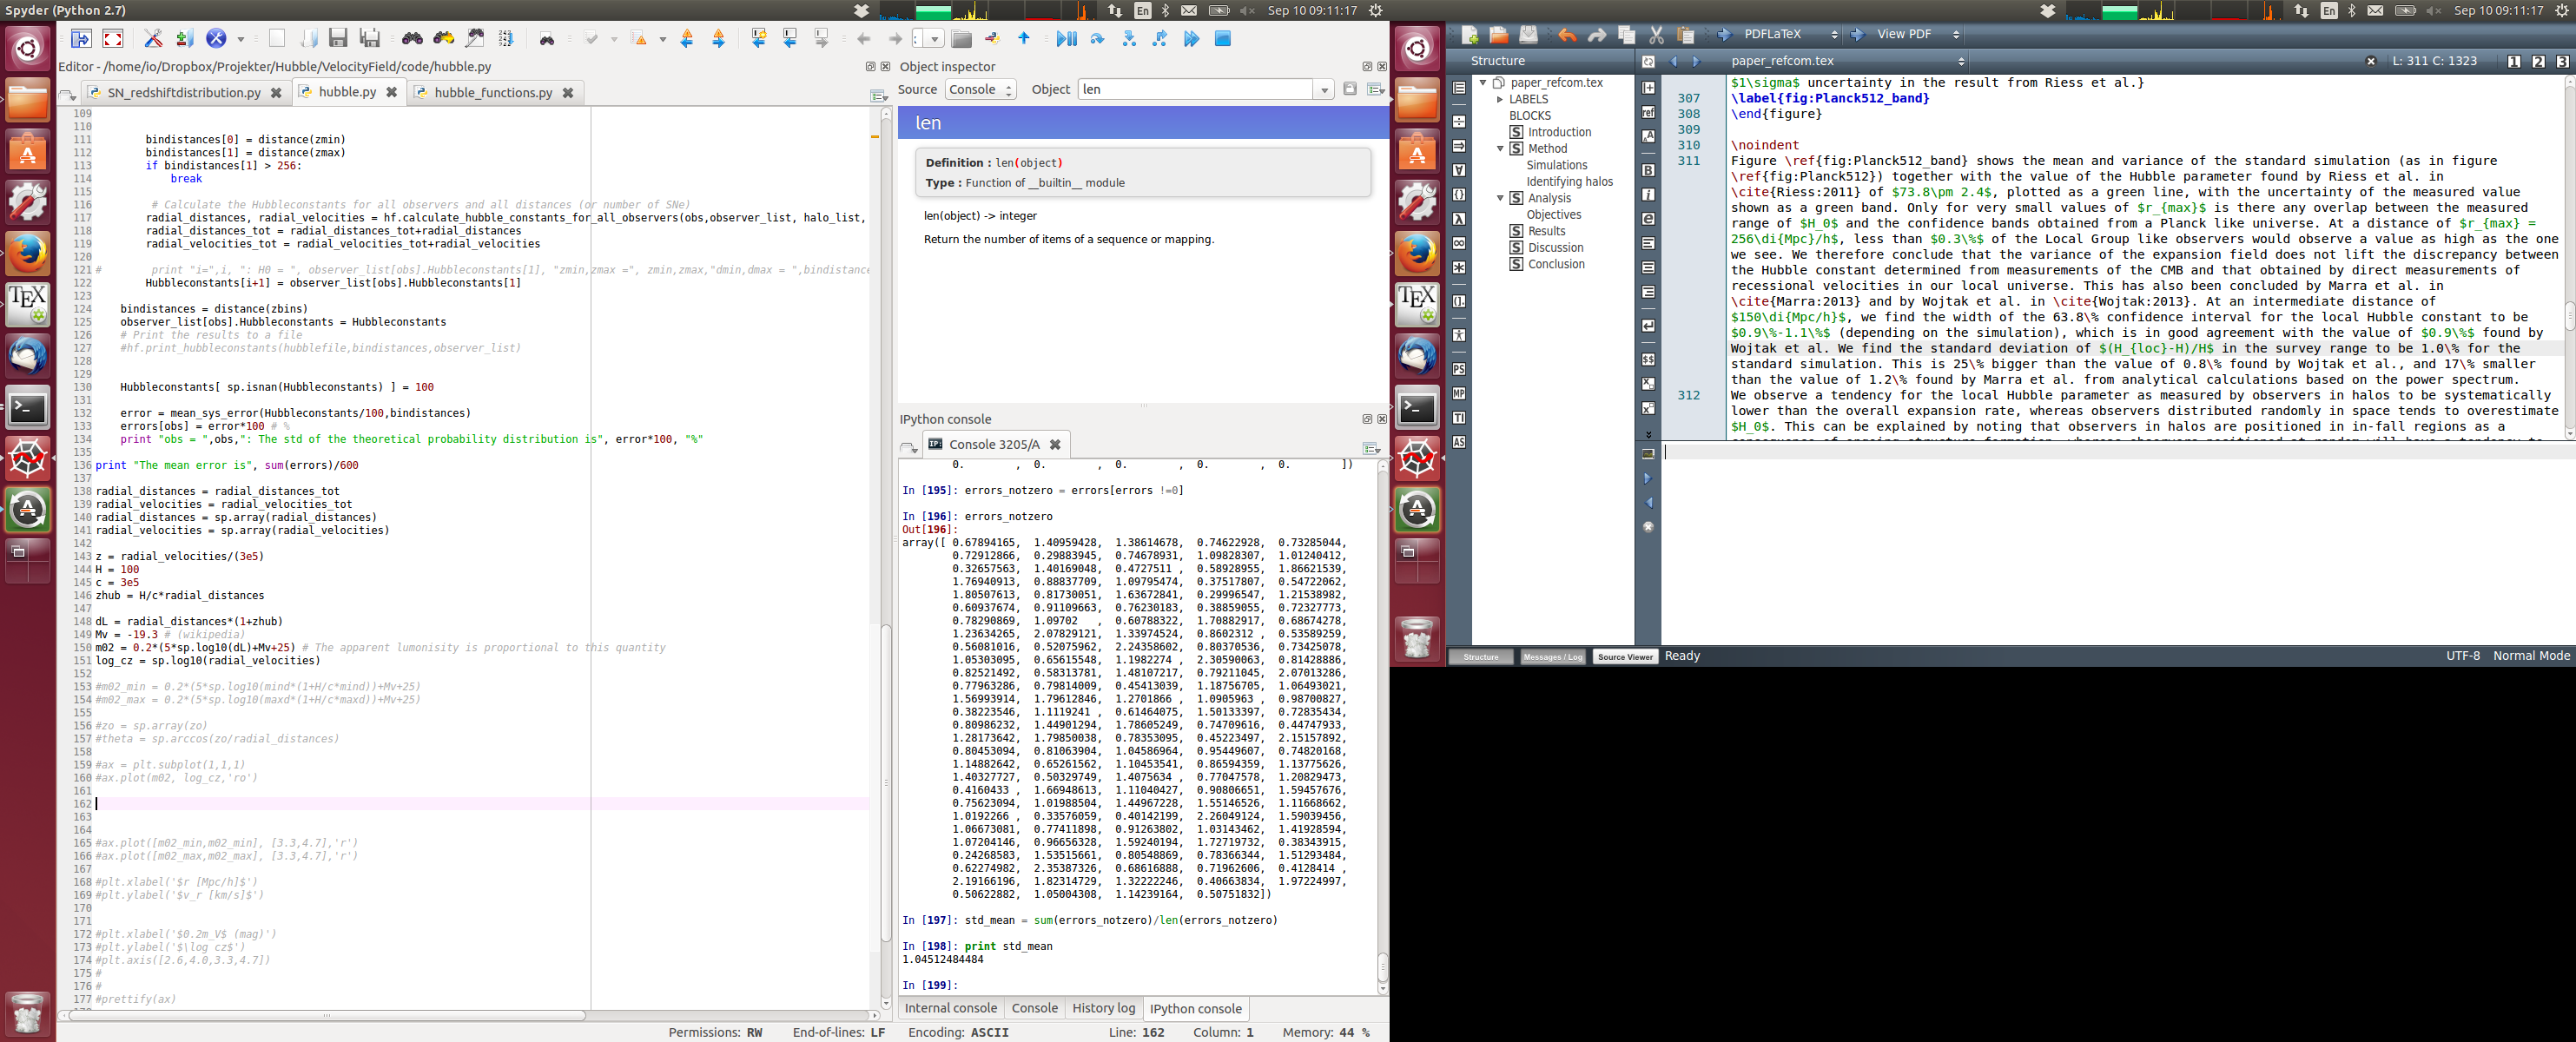 Spyder (Python 2.7)
En
Sep 10 09:11:17
Editor - /home/io/Dropbox/Projekter/Hubble/VelocityField/code/hubble.py
SN_redshiftdistribution.py
hubble.py
hubble_functions.py
109
110
111 bindistances[0] = distance(zmin)
112 bindistances[1] = distance(zmax)
113 if bindistances[1] > 256:
114 break
115
116 # Calculate the Hubbleconstants for all observers and all distances (or number of SNe)
117 radial_distances, radial_velocities = hf.calculate_hubble_constants_for_all_observers(obs,observer_list, halo_list,
118 radial_distances_tot = radial_distances_tot+radial_distances
119 radial_velocities_tot = radial_velocities_tot+radial_velocities
120
121 # print "i=",i, ": H0 = ", observer_list[obs].Hubbleconstants[1], "zmin,zmax =", zmin,zmax,"dmin,dmax = ",bindistance
122 Hubbleconstants[i+1] = observer_list[obs].Hubbleconstants[1]
123
124 bindistances = distance(zbins)
125 observer_list[obs].Hubbleconstants = Hubbleconstants
126 # Print the results to a file
127 #hf.print_hubbleconstants(hubblefile,bindistances,observer_list)
128
129
130 Hubbleconstants[ sp.isnan(Hubbleconstants) ] = 100
131
132 error = mean_sys_error(Hubbleconstants/100,bindistances)
133 errors[obs] = error*100 # %
134 print "obs = ",obs,": The std of the theoretical probability distribution is", error*100, "%"
135
136 print "The mean error is", sum(errors)/600
137
138 radial_distances = radial_distances_tot
139 radial_velocities = radial_velocities_tot
140 radial_distances = sp.array(radial_distances)
141 radial_velocities = sp.array(radial_velocities)
142
143 z = radial_velocities/(3e5)
144 H = 100
145 c = 3e5
146 zhub = H/c*radial_distances
147
148 dL = radial_distances*(1+zhub)
149 Mv = -19.3 # (wikipedia)
150 m02 = 0.2*(5*sp.log10(dL)+Mv+25) # The apparent lumonisity is proportional to this quantity
151 log_cz = sp.log10(radial_velocities)
152
153 #m02_min = 0.2*(5*sp.log10(mind*(1+H/c*mind))+Mv+25)
154 #m02_max = 0.2*(5*sp.log10(maxd*(1+H/c*maxd))+Mv+25)
155
156 #zo = sp.array(zo)
157 #theta = sp.arccos(zo/radial_distances)
158
159 #ax = plt.subplot(1,1,1)
160 #ax.plot(m02, log_cz,'ro')
161
162
163
164
165 #ax.plot([m02_min,m02_min], [3.3,4.7],'r')
166 #ax.plot([m02_max,m02_max], [3.3,4.7],'r')
167
168 #plt.xlabel('$r [Mpc/h]$')
169 #plt.ylabel('$v_r [km/s]$')
170
171
172 #plt.xlabel('$0.2m_V$ (mag)')
173 #plt.ylabel('$\log cz$')
174 #plt.axis([2.6,4.0,3.3,4.7])
175 #
176 #
177 #prettify(ax)
Object inspector
Source Console Object len
len
Definition : len(object)
Type : Function of __builtin__ module
len(object) -> integer
Return the number of items of a sequence or mapping.
IPython console
Console 3205/A
0. , 0. , 0. , 0. , 0. ])
In [195]: errors_notzero = errors[errors !=0]
In [196]: errors_notzero
Out[196]:
array([ 0.67894165, 1.40959428, 1.38614678, 0.74622928, 0.73285044,
0.72912866, 0.29883945, 0.74678931, 1.09828307, 1.01240412,
0.32657563, 1.40169048, 0.4727511 , 0.58928955, 1.86621539,
1.76940913, 0.88837709, 1.09795474, 0.37517807, 0.54722062,
1.80507613, 0.81730051, 1.63672841, 0.29996547, 1.21538982,
0.60937674, 0.91109663, 0.76230183, 0.38859055, 0.72327773,
0.78290869, 1.09702 , 0.60788322, 1.70882917, 0.68674278,
1.23634265, 2.07829121, 1.33974524, 0.8602312 , 0.53589259,
0.56081016, 0.52075962, 2.24358602, 0.80370536, 0.73425078,
1.05303095, 0.65615548, 1.1982274 , 2.30590063, 0.81428886,
0.82521492, 0.58313781, 1.48107217, 0.79211045, 2.07013286,
0.77963286, 0.79814009, 0.45413039, 1.18756705, 1.06493021,
1.56993914, 1.79612846, 1.2701866 , 1.0905963 , 0.98700827,
0.38223546, 1.1119241 , 0.61464075, 1.50133397, 0.72835434,
0.80986232, 1.44901294, 1.78605249, 0.74709616, 0.44747933,
1.28173642, 1.79850038, 0.78353095, 0.45223497, 2.15157892,
0.80453094, 0.81063904, 1.04586964, 0.95449607, 0.74820168,
1.14882642, 0.65261562, 1.10453541, 0.86594359, 1.13775626,
1.40327727, 0.50329749, 1.4075634 , 0.77047578, 1.20829473,
0.4160433 , 1.66948613, 1.11040427, 0.90806651, 1.59457676,
0.75623094, 1.01988504, 1.44967228, 1.55146526, 1.11668662,
1.0192266 , 0.33576059, 0.40142199, 2.26049124, 1.59039456,
1.06673081, 0.77411898, 0.91263802, 1.03143462, 1.41928594,
1.07204146, 0.96656328, 1.59240194, 1.72719732, 0.38343915,
0.24268583, 1.53515661, 0.80548869, 0.78366344, 1.51293484,
0.62274982, 2.35387326, 0.68616888, 0.71962606, 0.4128414 ,
2.19166196, 1.82314729, 1.32222246, 0.40663834, 1.97224997,
0.50622882, 1.05004308, 1.14239164, 0.50751832])
In [197]: std_mean = sum(errors_notzero)/len(errors_notzero)
In [198]: print std_mean
1.04512484484
In [199]:
Internal console Console History log IPython console
Permissions: RW End-of-lines: LF Encoding: ASCII Line: 162 Column: 1 Memory: 44 %
En
Sep 10 09:11:17
PDFLaTeX
View PDF
Structure
paper_refcom.tex
L: 311 C: 1323
1 2 3
paper_refcom.tex
LABELS
BLOCKS
Introduction
Method
Simulations
Identifying halos
Analysis
Objectives
Results
Discussion
Conclusion
$1\sigma$ uncertainty in the result from Riess et al.}
307 \label{fig:Planck512_band}
308 \end{figure}
309
310 \noindent
311 Figure \ref{fig:Planck512_band} shows the mean and variance of the standard simulation (as in figure
\ref{fig:Planck512}) together with the value of the Hubble parameter found by Riess et al. in
\cite{Riess:2011} of $73.8\pm 2.4$, plotted as a green line, with the uncertainty of the measured value
shown as a green band. Only for very small values of $r_{max}$ is there any overlap between the measured
range of $H_0$ and the confidence bands obtained from a Planck like universe. At a distance of $r_{max} =
256\di{Mpc}/h$, less than $0.3\%$ of the Local Group like observers would observe a value as high as the one
we see. We therefore conclude that the variance of the expansion field does not lift the discrepancy between
the Hubble constant determined from measurements of the CMB and that obtained by direct measurements of
recessional velocities in our local universe. This has also been concluded by Marra et al. in
\cite{Marra:2013} and by Wojtak et al. in \cite{Wojtak:2013}. At an intermediate distance of
$150\di{Mpc/h}$, we find the width of the 63.8\% confidence interval for the local Hubble constant to be
$0.9\%-1.1\%$ (depending on the simulation), which is in good agreement with the value of $0.9\%$ found by
Wojtak et al. We find the standard deviation of $(H_{loc}-H)/H$ in the survey range to be 1.0\% for the
standard simulation. This is 25\% bigger than the value of 0.8\% found by Wojtak et al., and 17\% smaller
than the value of 1.2\% found by Marra et al. from analytical calculations based on the power spectrum.
312 We observe a tendency for the local Hubble parameter as measured by observers in halos to be systematically
lower than the overall expansion rate, whereas observers distributed randomly in space tends to overestimate
$H_0$. This can be explained by noting that observers in halos are positioned in in-fall regions as a
Structure Messages / Log Source Viewer Ready
UTF-8 Normal Mode